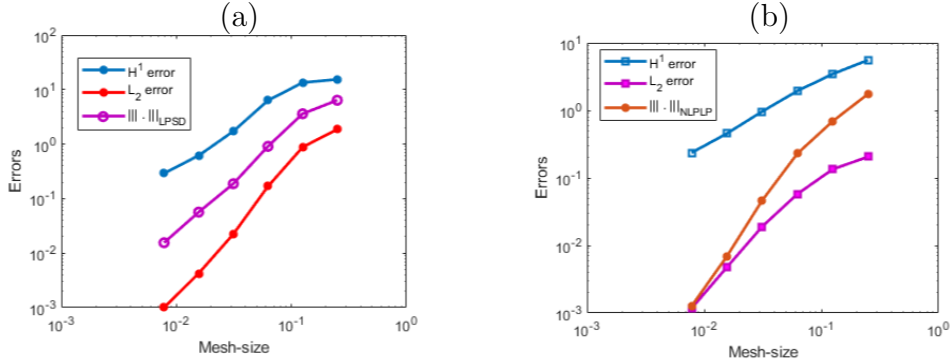 (a)
10^2
10^1
10^0
10^-1
10^-2
10^-3
Errors
H^1 error
L_2 error
||| · |||_LPSD
10^-3
10^-2
10^-1
10^0
Mesh-size
(b)
10^1
10^0
10^-1
10^-2
10^-3
Errors
H^1 error
L_2 error
||| · |||_NLPLP
10^-3
10^-2
10^-1
10^0
Mesh-size